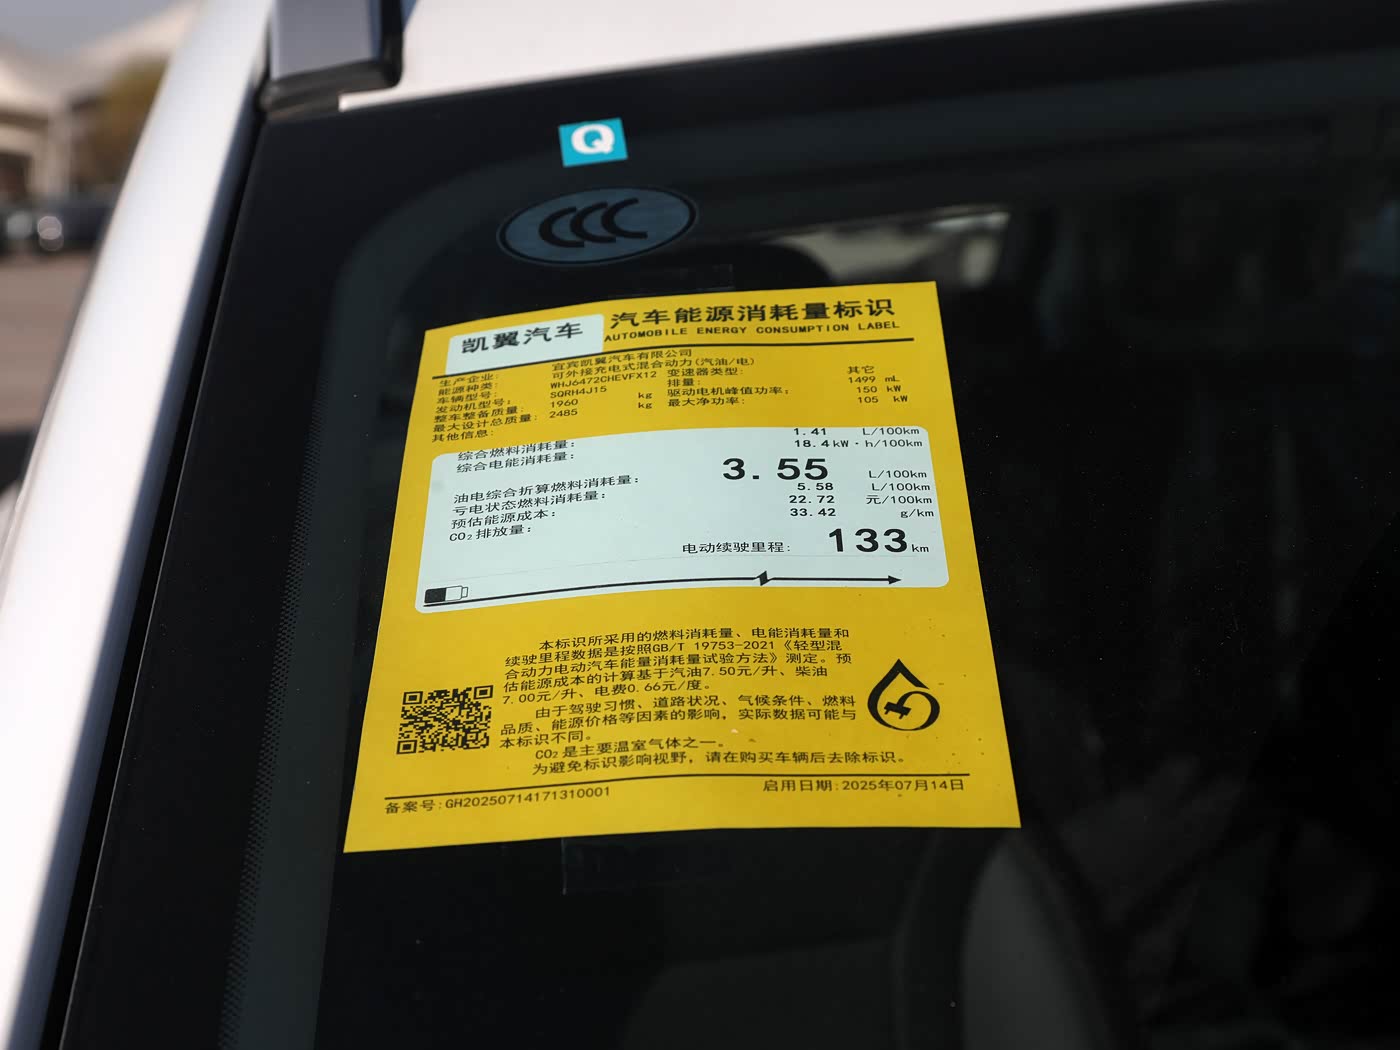 Q
CCC
凯翼汽车
汽车能源消耗量标识
AUTOMOBILE ENERGY CONSUMPTION LABEL
生产企业: 宜宾凯翼汽车有限公司
能源种类: 可外接充电式混合动力(汽油/电)
车辆型号: WHJ6472CHEVFX12 变速器类型: 其它
发动机型号: SQRH4J15 排量: 1499 mL
整车整备质量: 1960 kg 驱动电机峰值功率: 150 kW
最大设计总质量: 2485 kg 最大净功率: 105 kW
其他信息:
综合燃料消耗量: 1.41 L/100km
综合电能消耗量: 18.4 kW·h/100km
油电综合折算燃料消耗量: 3.55 L/100km
亏电状态燃料消耗量: 5.58 L/100km
预估能源成本: 22.72 元/100km
CO₂排放量: 33.42 g/km
电动续驶里程: 133 km
本标识所采用的燃料消耗量、电能消耗量和
续驶里程数据是按照GB/T 19753-2021《轻型混
合动力电动汽车能量消耗量试验方法》测定。预
估能源成本的计算基于汽油7.50元/升、柴油
7.00元/升、电费0.66元/度。
由于驾驶习惯、道路状况、气候条件、燃料
品质、能源价格等因素的影响，实际数据可能与
本标识不同。
CO₂是主要温室气体之一。
为避免标识影响视野，请在购买车辆后去除标识。
备案号:GH20250714171310001
启用日期:2025年07月14日